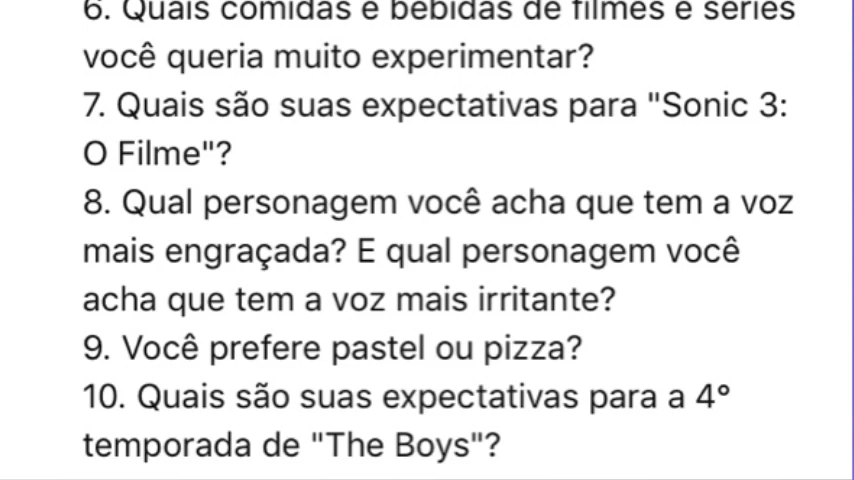 6. Quais comidas e bebidas de filmes e séries
você queria muito experimentar?
7. Quais são suas expectativas para "Sonic 3:
O Filme"?
8. Qual personagem você acha que tem a voz
mais engraçada? E qual personagem você
acha que tem a voz mais irritante?
9. Você prefere pastel ou pizza?
10. Quais são suas expectativas para a 4°
temporada de "The Boys"?